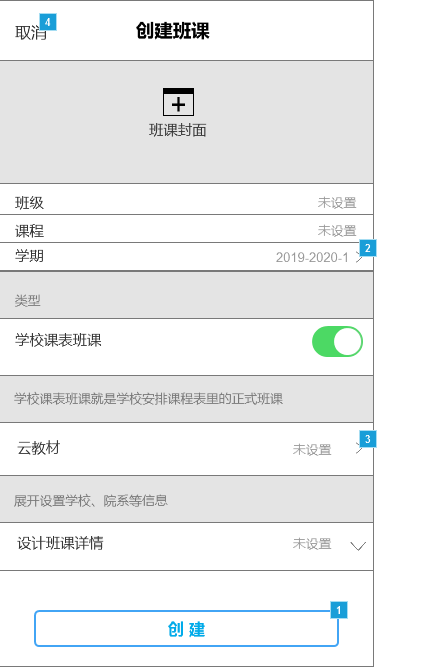 取消 4 创建班课
班课封面
班级 未设置
课程 未设置
2
学期 2019-2020-1
类型
学校课表班课
学校课表班课就是学校安排课程表里的正式班课
3
云教材 未设置
展开设置学校、院系等信息
设计班课详情 未设置
1
创 建